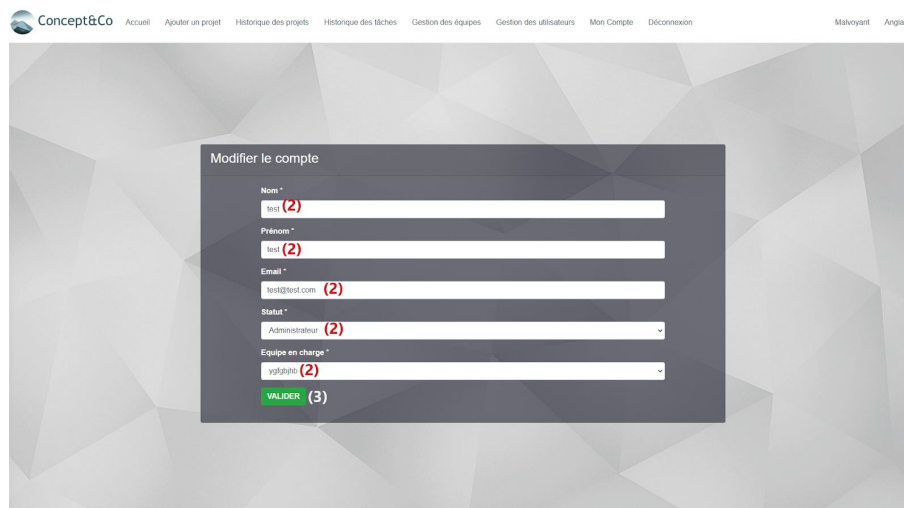 Concept&Co Accueil Ajouter un projet Historique des projets Historique des tâches Gestion des équipes Gestion des utilisateurs Mon Compte Déconnexion Malvoyant Angla
Modifier le compte
Nom *
test (2)
Prénom *
test (2)
Email *
test@test.com (2)
Statut *
Administrateur (2)
Equipe en charge *
ygfgbjhb (2)
VALIDER (3)